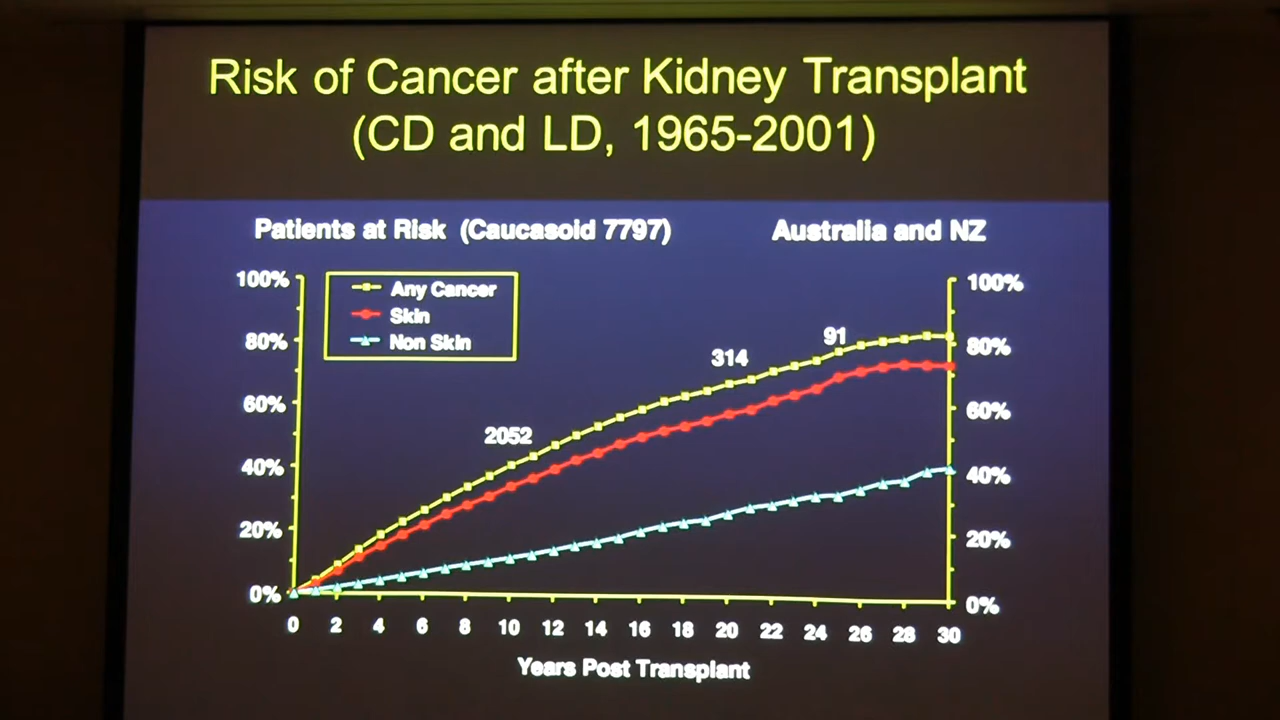 Risk of Cancer after Kidney Transplant
(CD and LD, 1965-2001)
Patients at Risk (Caucasoid 7797)
Australia and NZ
100%
80%
60%
40%
20%
0%
Any Cancer
Skin
Non Skin
2052
314
91
100%
80%
60%
40%
20%
0%
0 2 4 6 8 10 12 14 16 18 20 22 24 26 28 30
Years Post Transplant